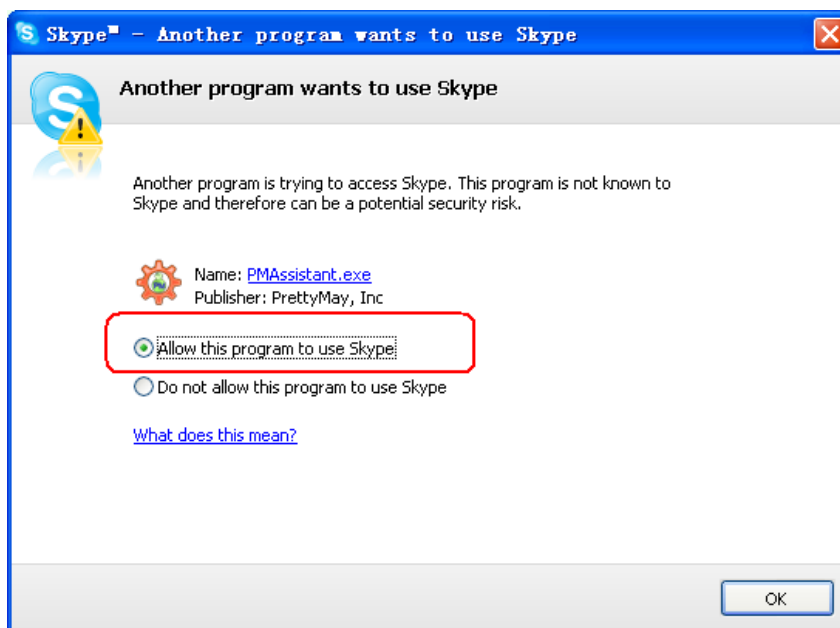 Skype™ - Another program wants to use Skype
Another program wants to use Skype
Another program is trying to access Skype. This program is not known to
Skype and therefore can be a potential security risk.
Name: PMAssistant.exe
Publisher: PrettyMay, Inc
Allow this program to use Skype
Do not allow this program to use Skype
What does this mean?
OK